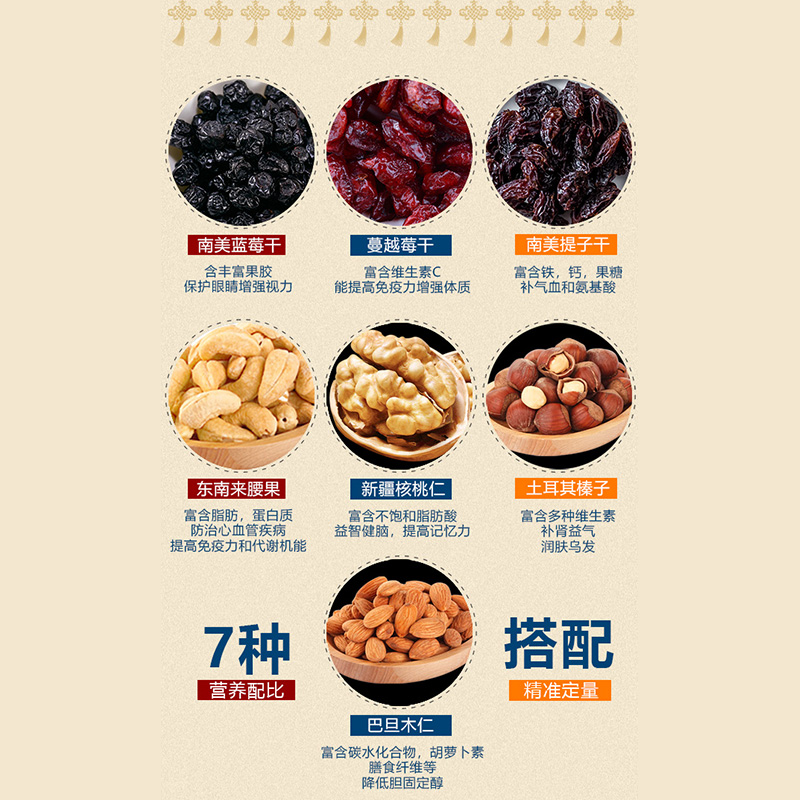 南美蓝莓干
含丰富果胶
保护眼睛增强视力
蔓越莓干
富含维生素C
能提高免疫力增强体质
南美提子干
富含铁，钙，果糖
补气血和氨基酸
东南来腰果
富含脂肪，蛋白质
防治心血管疾病
提高免疫力和代谢机能
新疆核桃仁
富含不饱和脂肪酸
益智健脑，提高记忆力
土耳其榛子
富含多种维生素
补肾益气
润肤乌发
7种
营养配比
巴旦木仁
富含碳水化合物，胡萝卜素
膳食纤维等
降低胆固定醇
搭配
精准定量